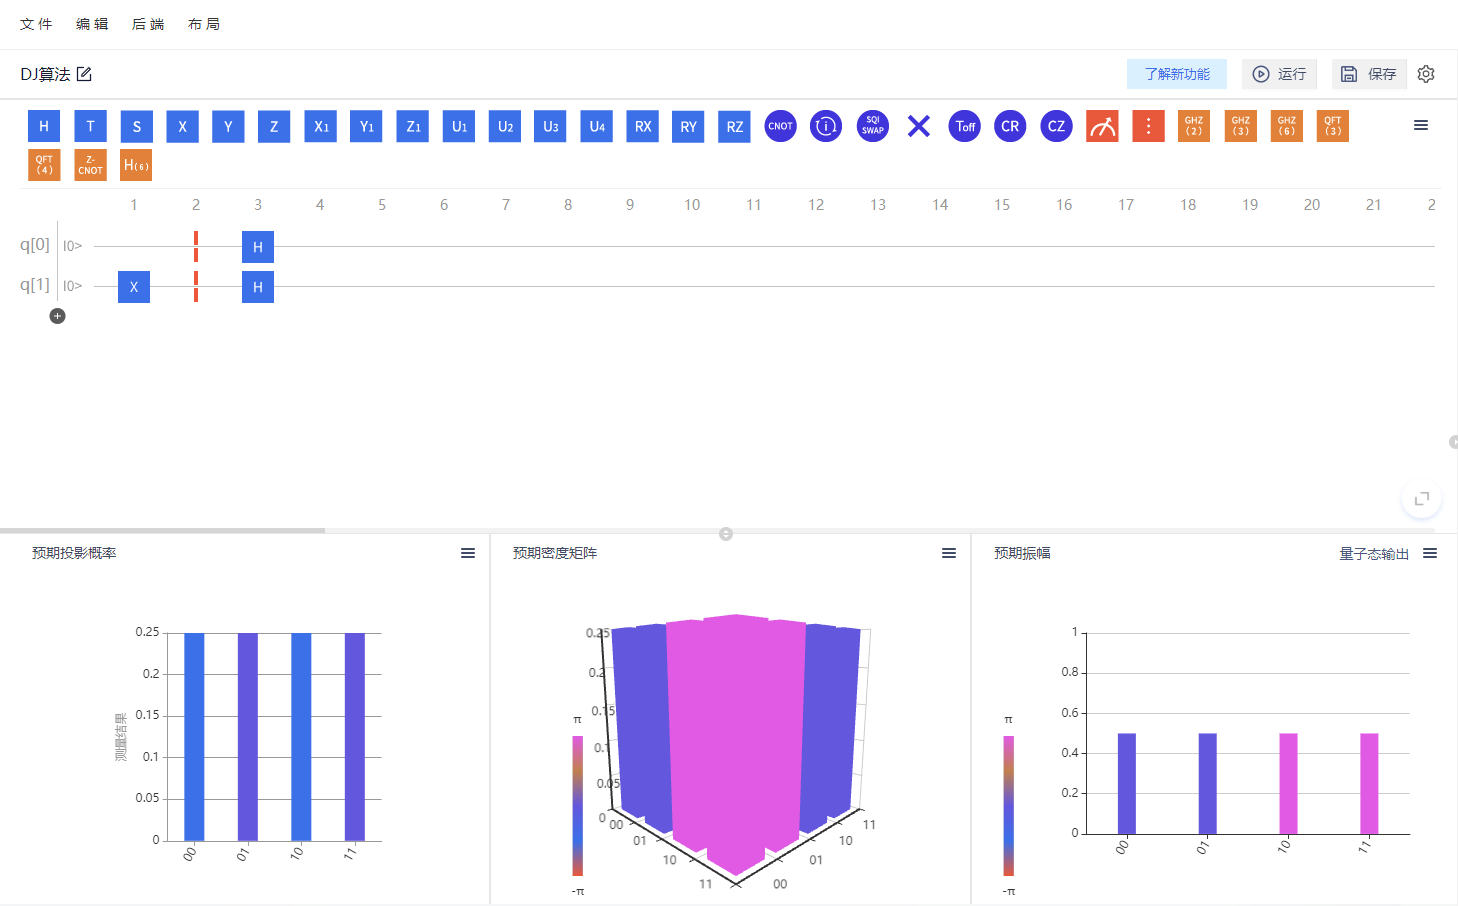 文件 编辑 后端 布局
DJ算法 了解新功能 运行 保存
H T S X Y Z X1 Y1 Z1 U1 U2 U3 U4 RX RY RZ CNOT i SQI SWAP Toff CR CZ GHZ (2) GHZ (3) GHZ (6) QFT (3)
QFT (4) Z-CNOT H(6)
1 2 3 4 5 6 7 8 9 10 11 12 13 14 15 16 17 18 19 20 21 2
q[0] |0> H
q[1] |0> X H
预期投影概率
测量结果
0.25
0.2
0.15
0.1
0.05
0
00 01 10 11
预期密度矩阵
π
-π
0.25
0.2
0.15
0.1
0.05
0
00 01 10 11
00 01 10 11
预期振幅 量子态输出
π
-π
1
0.8
0.6
0.4
0.2
0
00 01 10 11